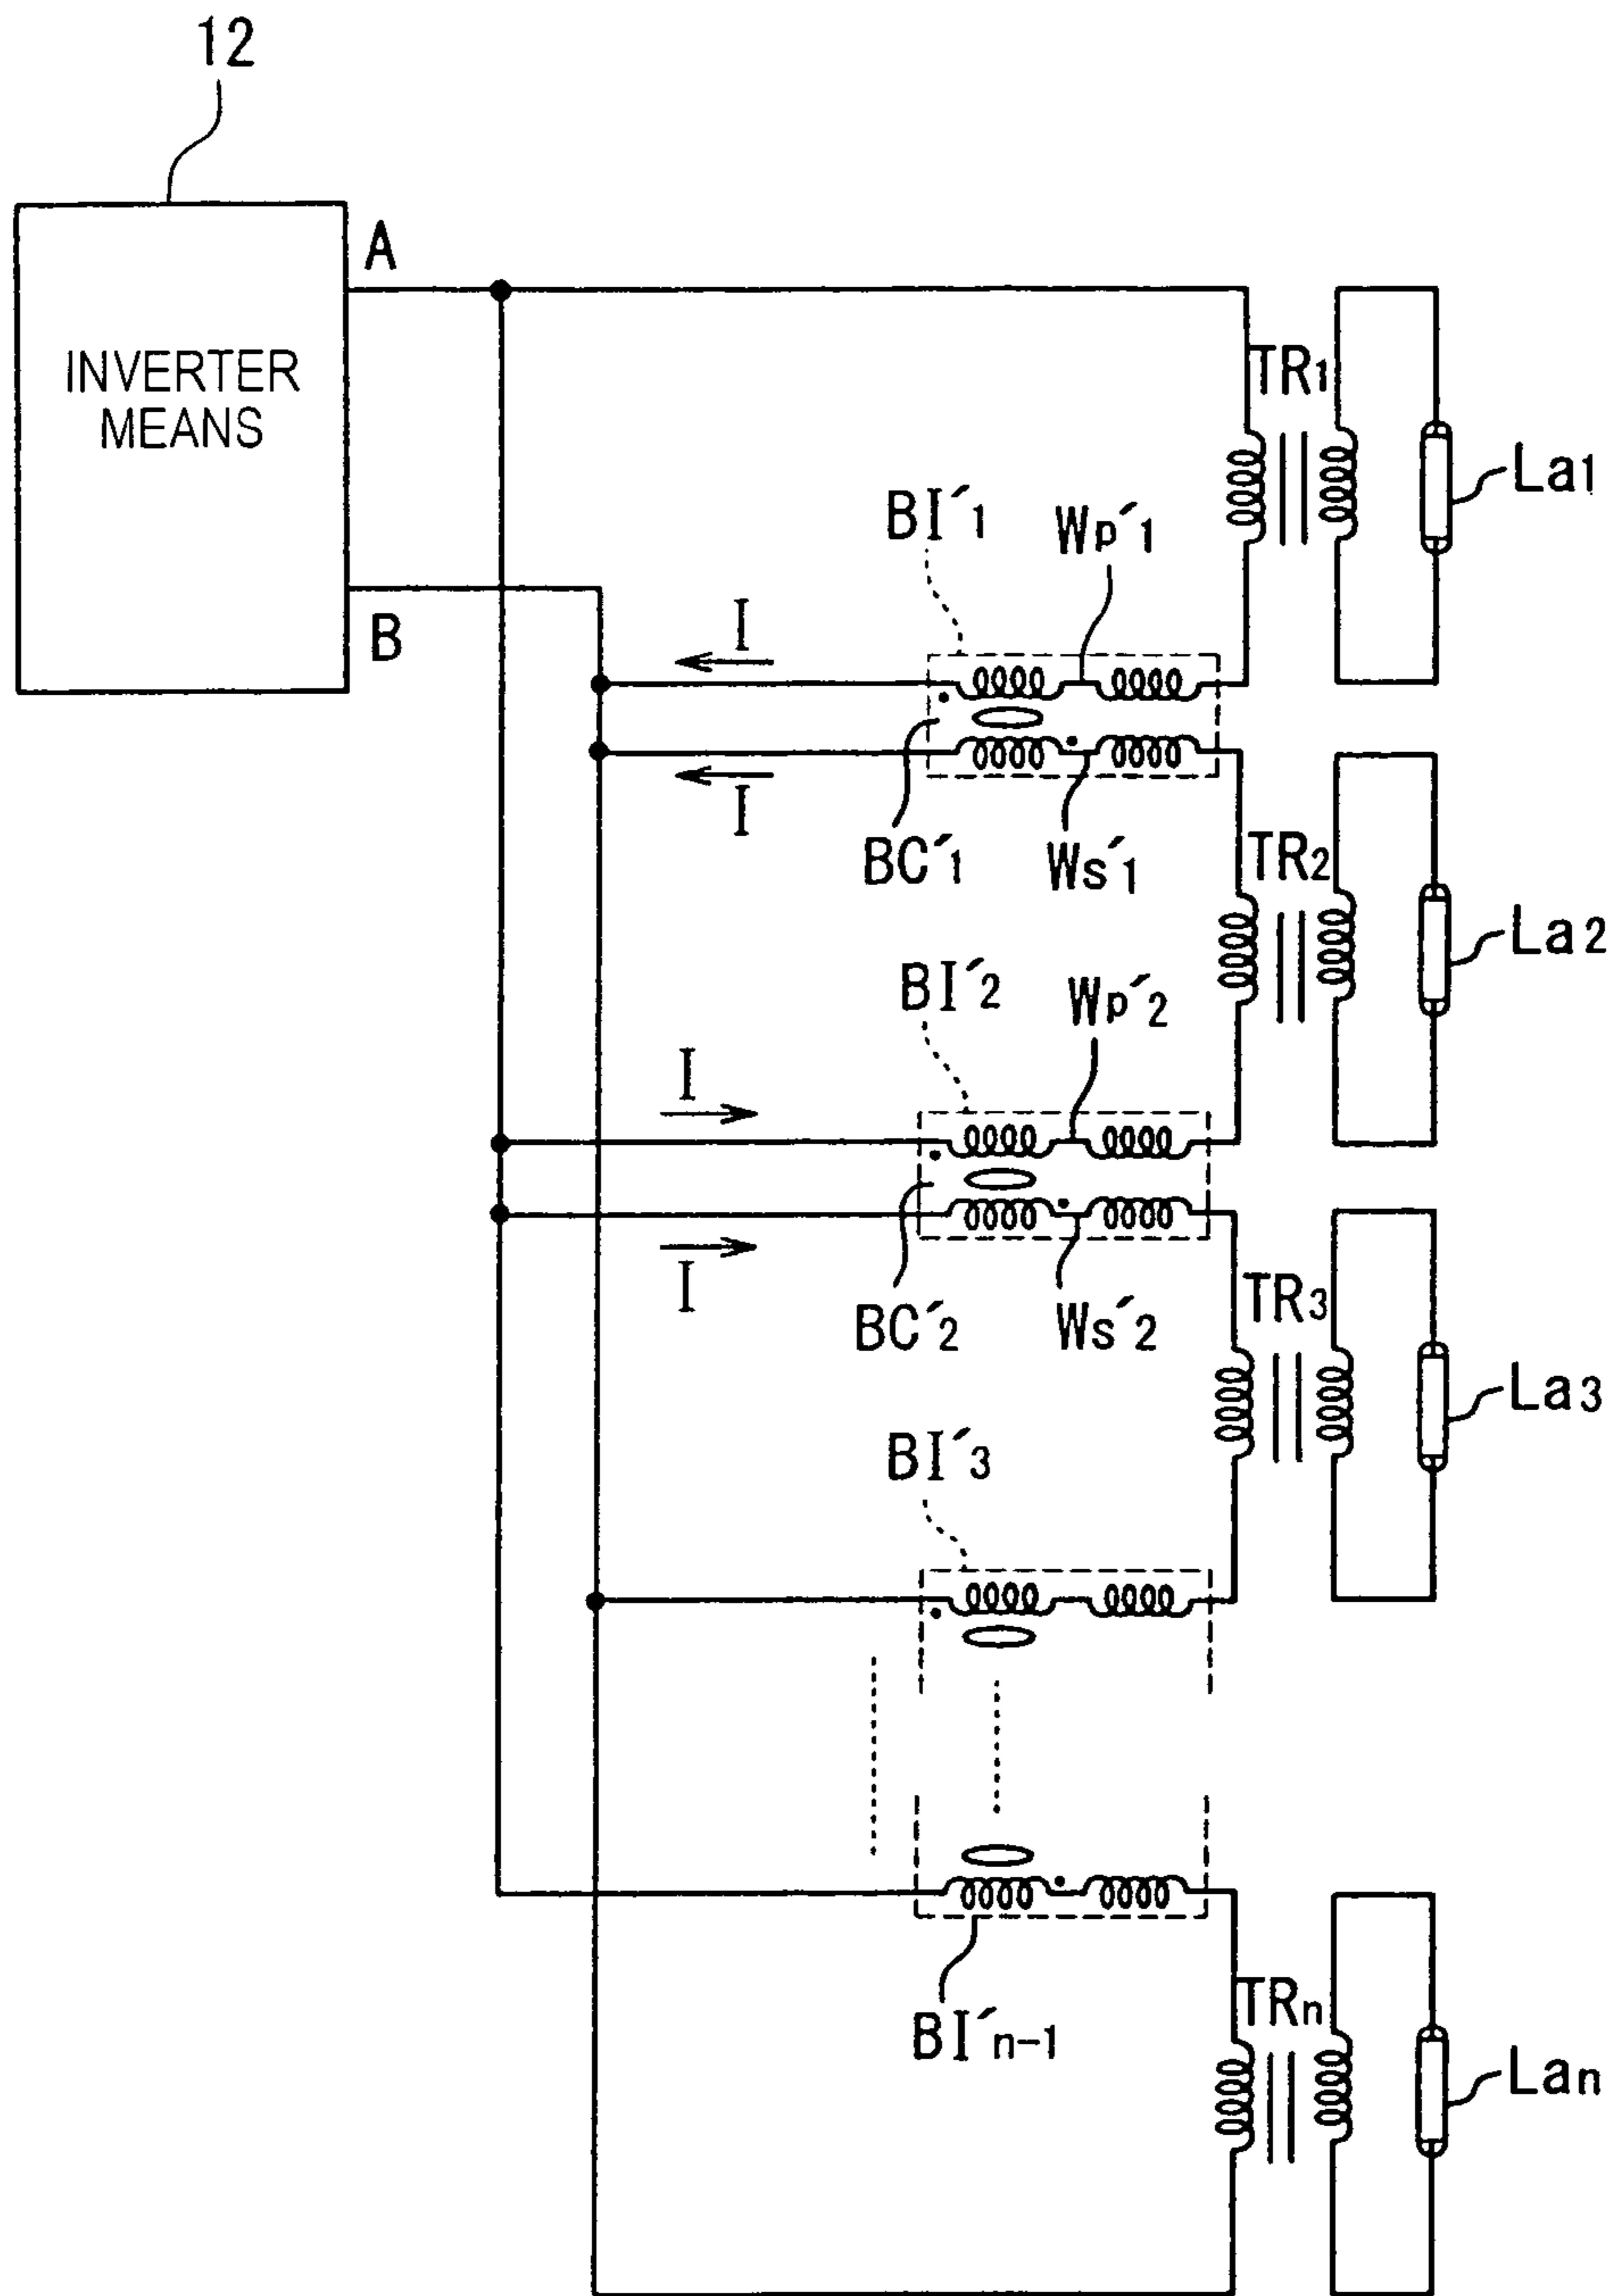 12
A
INVERTER
MEANS
TR1
La1
BI´1
Wp´1
B
I
I
BC´1
Ws´1
TR2
La2
BI´2
Wp´2
I
I
BC´2
Ws´2
TR3
La3
BI´3
BI´n-1
TRn
Lan